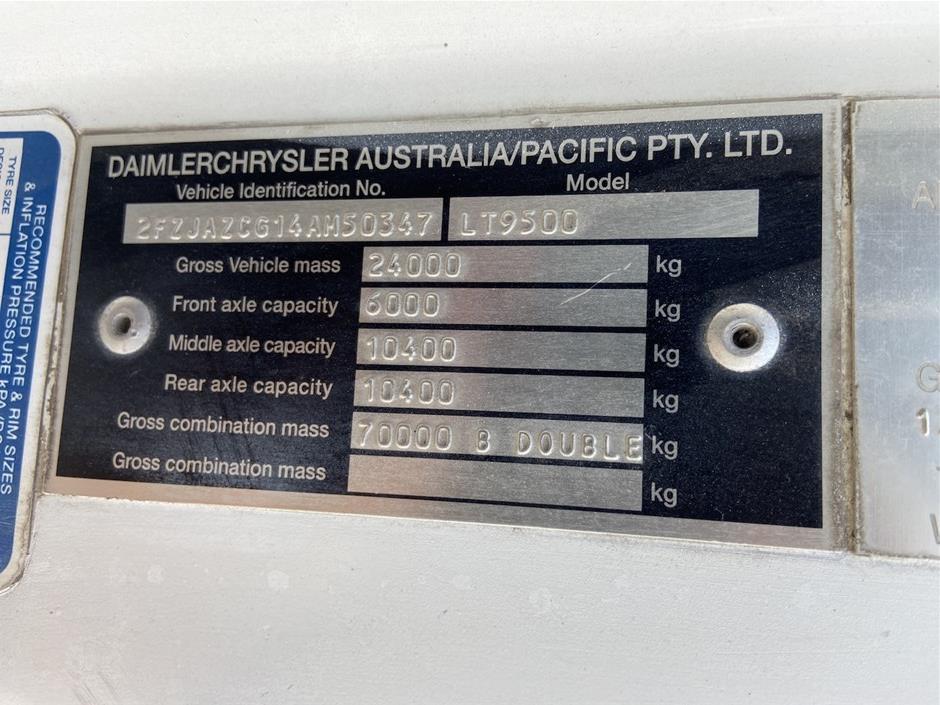 DAIMLERCHRYSLER AUSTRALIA/PACIFIC PTY. LTD.
Vehicle Identification No. Model
2FZJAZCG14AM50347 LT9500
Gross Vehicle mass 24000 kg
Front axle capacity 6000 kg
Middle axle capacity 10400 kg
Rear axle capacity 10400 kg
Gross combination mass 70000 B DOUBLE kg
Gross combination mass kg
RECOMMENDED TYRE & RIM SIZES
& INFLATION PRESSURE
TYRE SIZE